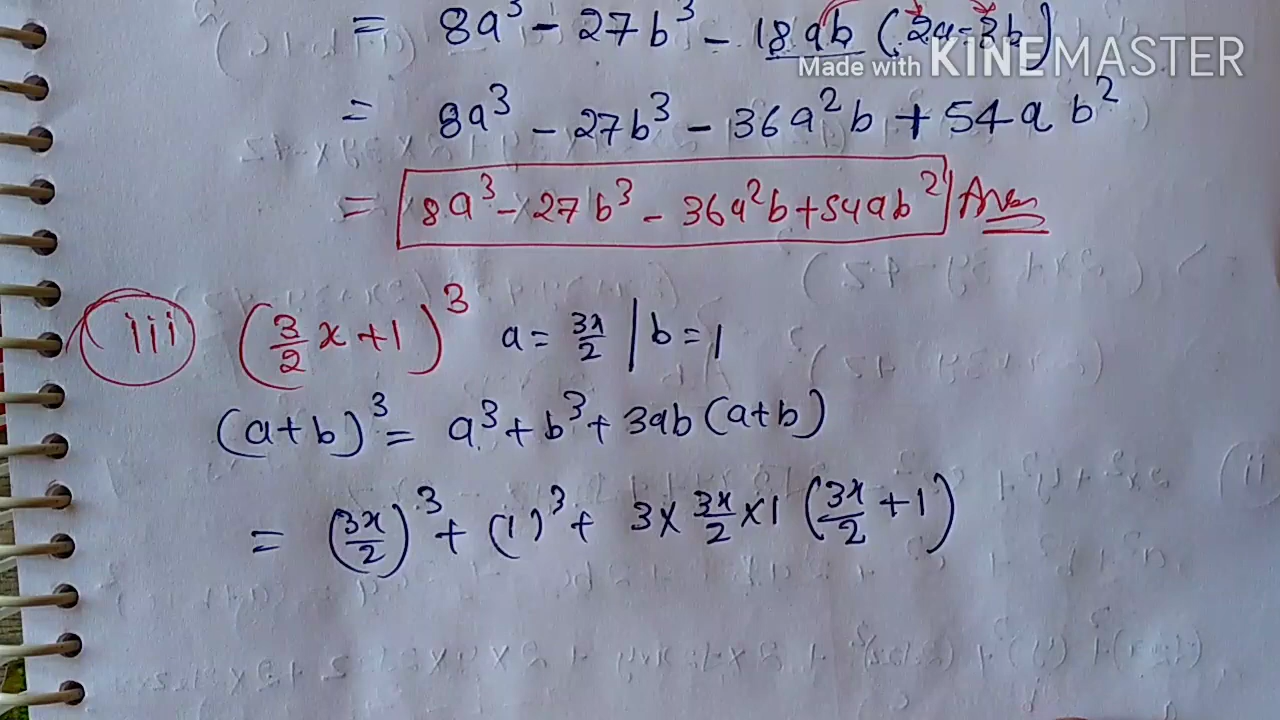 = 8a³ - 27b³ - 18ab (2a-3b)
Made with KINEMASTER
= 8a³ - 27b³ - 36a²b + 54ab²
= 8a³ - 27b³ - 36a²b + 54ab² Ans
iii (3/2 x + 1)³ a = 3x/2 | b = 1
(a+b)³ = a³ + b³ + 3ab (a+b)
= (3x/2)³ + (1)³ + 3 × 3x/2 × 1 (3x/2 + 1)